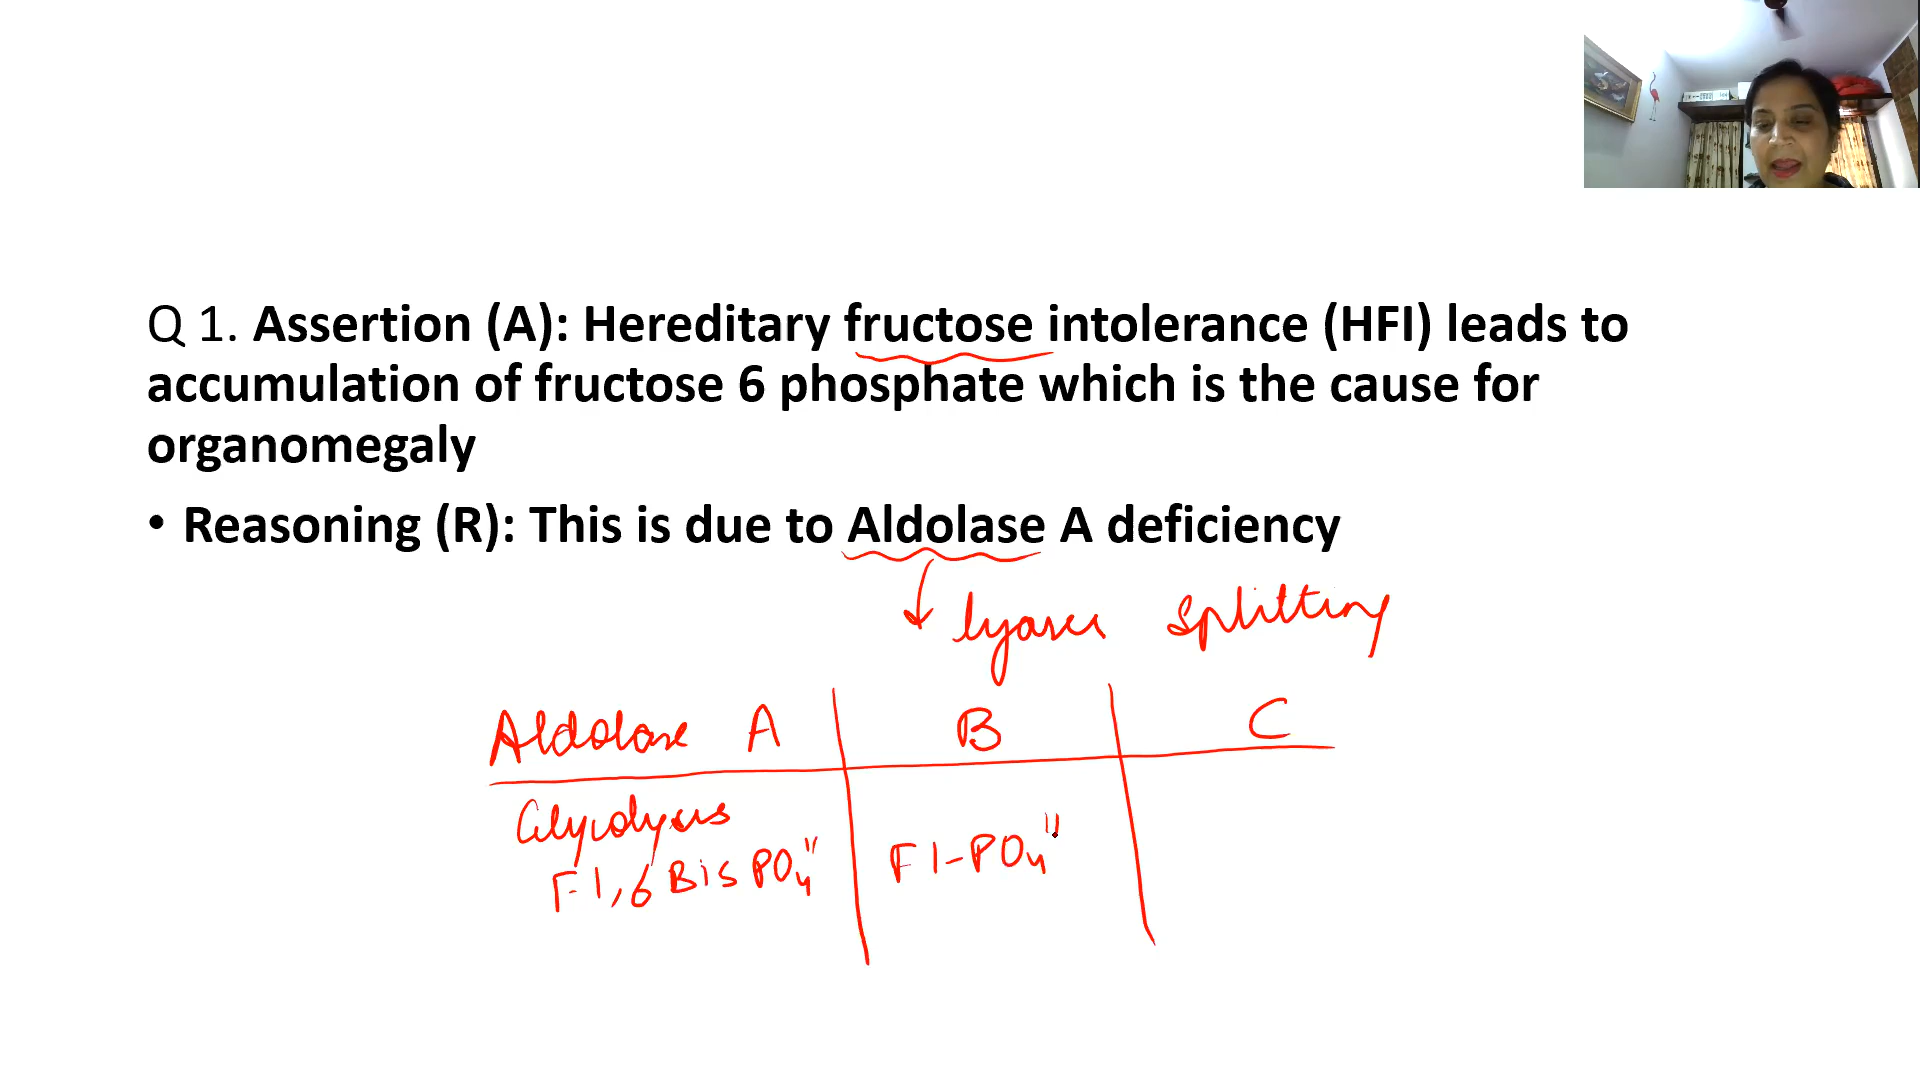 Q 1. Assertion (A): Hereditary fructose intolerance (HFI) leads to
accumulation of fructose 6 phosphate which is the cause for
organomegaly
• Reasoning (R): This is due to Aldolase A deficiency
↓ lyases splitting
Aldolase A B C
Glycolysis
F 1,6 Bis PO4" F 1-PO4"